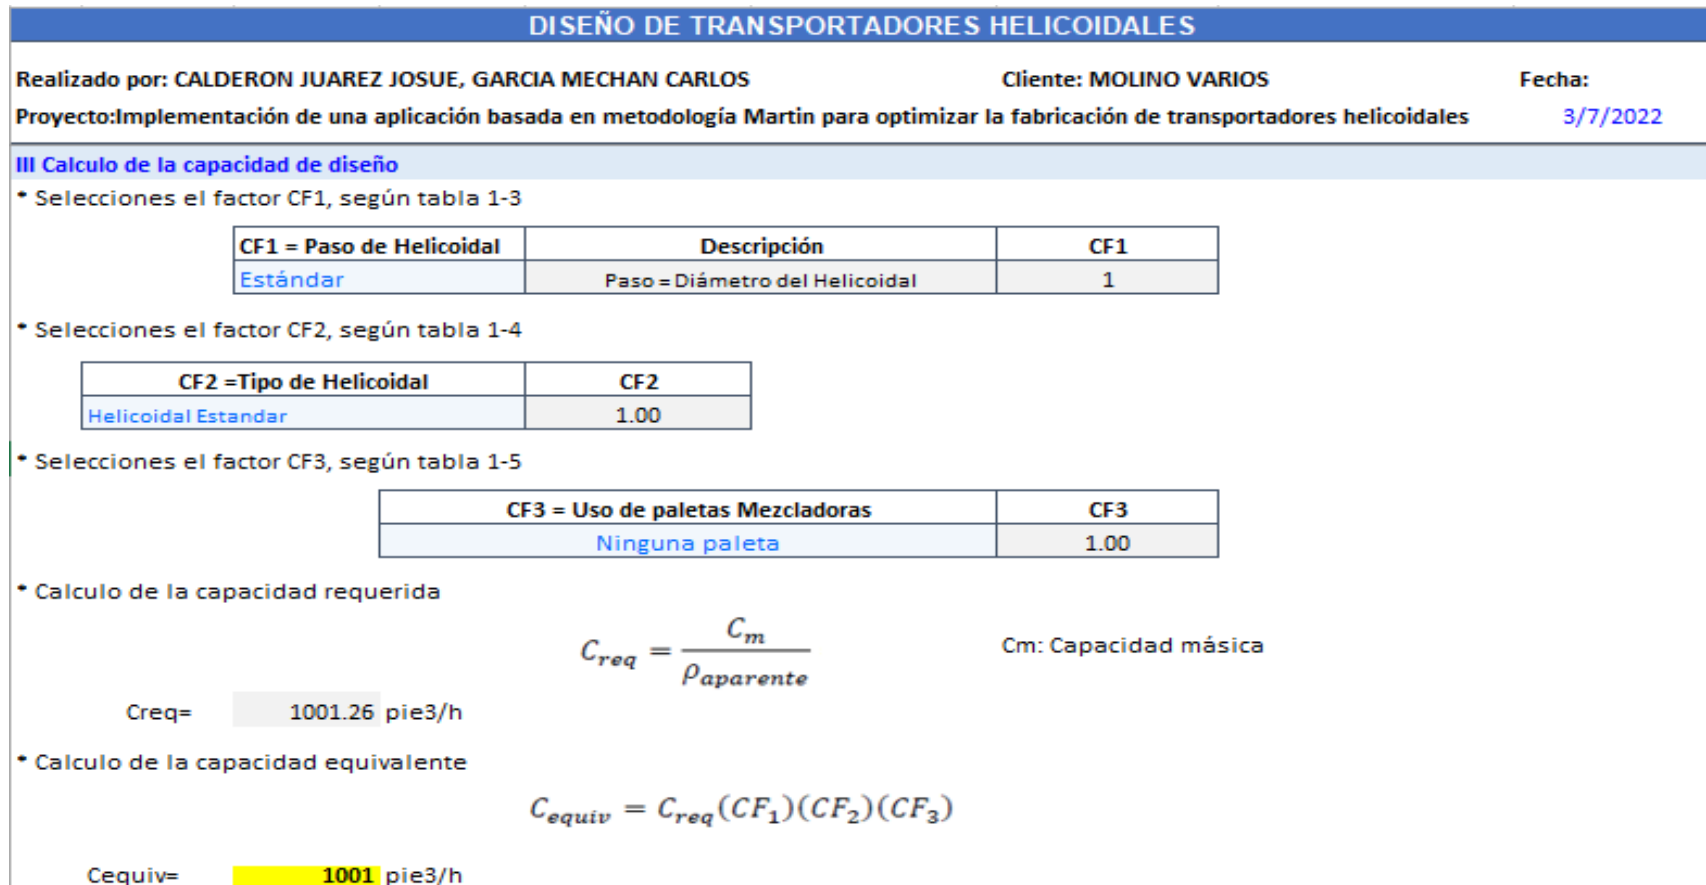 DISEÑO DE TRANSPORTADORES HELICOIDALES
Realizado por: CALDERON JUAREZ JOSUE, GARCIA MECHAN CARLOS Cliente: MOLINO VARIOS Fecha:
Proyecto:Implementación de una aplicación basada en metodología Martin para optimizar la fabricación de transportadores helicoidales 3/7/2022
III Calculo de la capacidad de diseño
* Selecciones el factor CF1, según tabla 1-3
CF1 = Paso de Helicoidal Descripción CF1
Estándar Paso = Diámetro del Helicoidal 1
* Selecciones el factor CF2, según tabla 1-4
CF2 =Tipo de Helicoidal CF2
Helicoidal Estandar 1.00
* Selecciones el factor CF3, según tabla 1-5
CF3 = Uso de paletas Mezcladoras CF3
Ninguna paleta 1.00
* Calculo de la capacidad requerida
C_req = C_m / ρ_aparente Cm: Capacidad másica
Creq= 1001.26 pie3/h
* Calculo de la capacidad equivalente
C_equiv = C_req(CF₁)(CF₂)(CF₃)
Cequiv= 1001 pie3/h